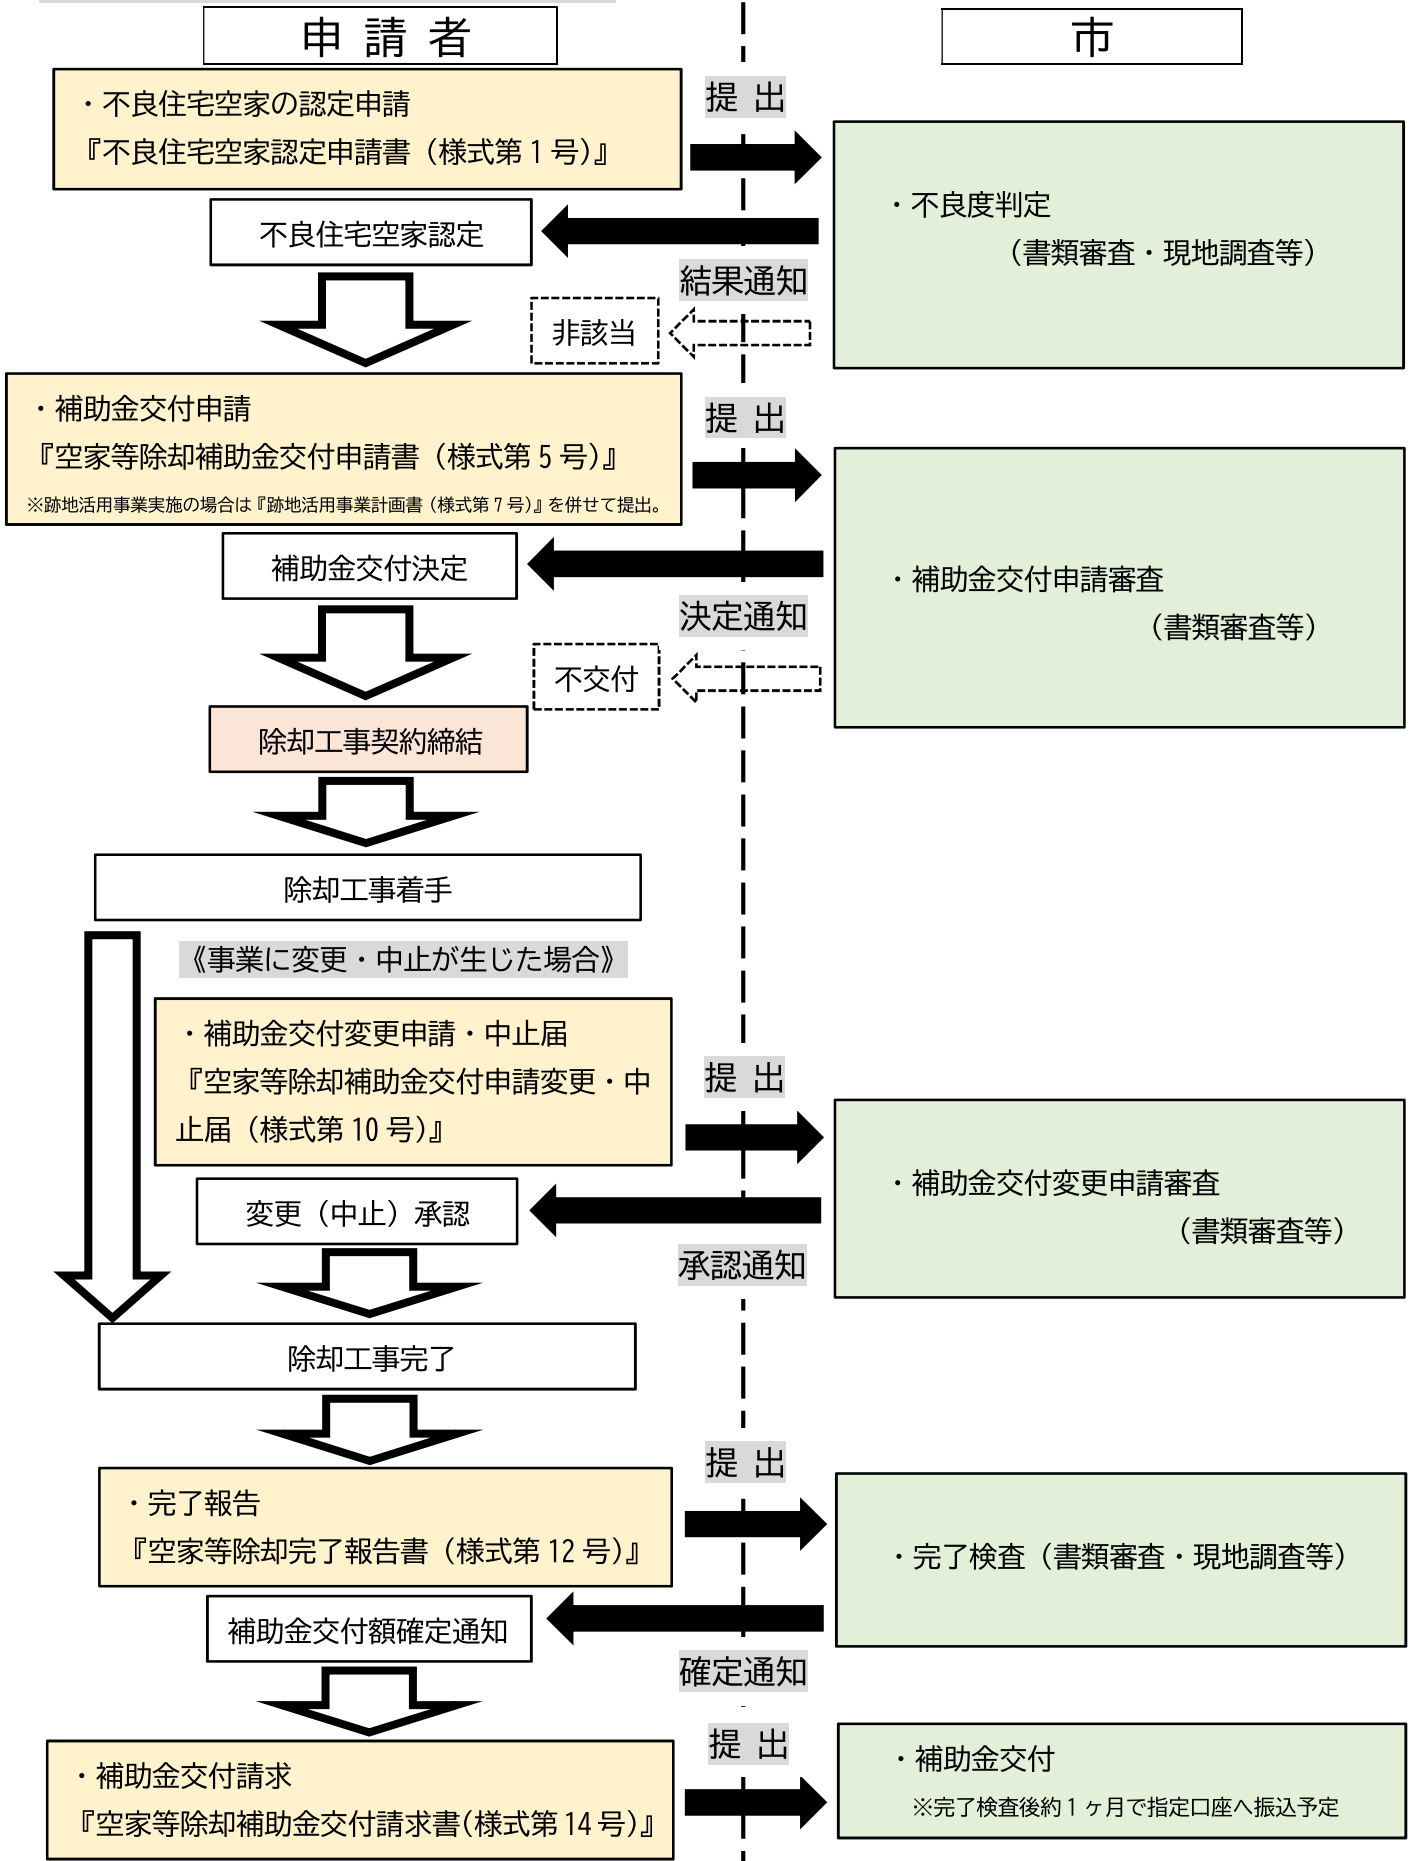 申 請 者
市
・不良住宅空家の認定申請
『不良住宅空家認定申請書（様式第1号）』
提 出
・不良度判定
（書類審査・現地調査等）
不良住宅空家認定
結果通知
非該当
・補助金交付申請
『空家等除却補助金交付申請書（様式第5号）』
※跡地活用事業実施の場合は『跡地活用事業計画書（様式第7号）』を併せて提出。
提 出
・補助金交付申請審査
（書類審査等）
補助金交付決定
決定通知
不交付
除却工事契約締結
除却工事着手
《事業に変更・中止が生じた場合》
・補助金交付変更申請・中止届
『空家等除却補助金交付申請変更・中
止届（様式第10号）』
提 出
・補助金交付変更申請審査
（書類審査等）
変更（中止）承認
承認通知
除却工事完了
・完了報告
『空家等除却完了報告書（様式第12号）』
提 出
・完了検査（書類審査・現地調査等）
補助金交付額確定通知
確定通知
・補助金交付請求
『空家等除却補助金交付請求書（様式第14号）』
提 出
・補助金交付
※完了検査後約1ヶ月で指定口座へ振込予定